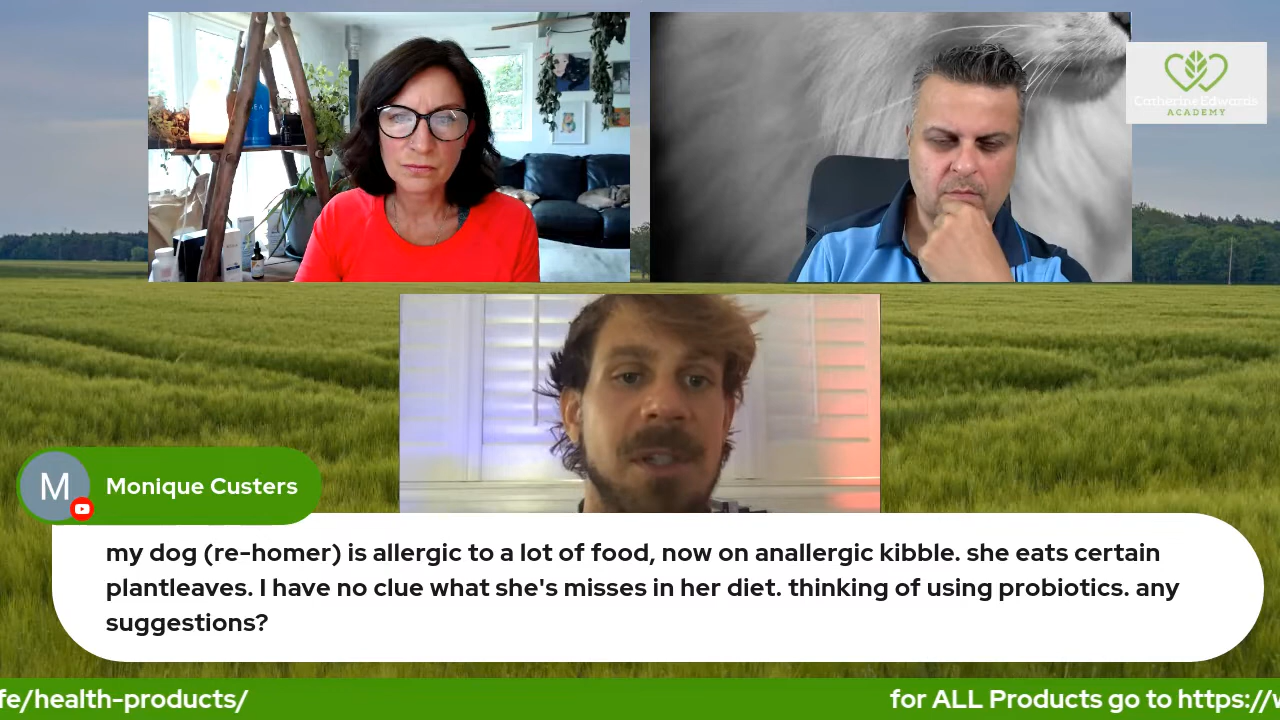 Catherine Edwards
ACADEMY
M
Monique Custers
my dog (re-homer) is allergic to a lot of food, now on anallergic kibble. she eats certain
plantleaves. I have no clue what she's misses in her diet. thinking of using probiotics. any
suggestions?
fe/health-products/
for ALL Products go to https://w